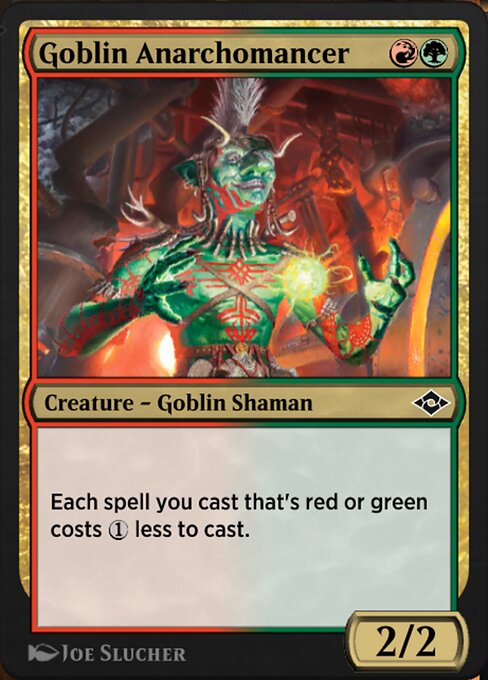 Goblin Anarchomancer
Creature – Goblin Shaman
Each spell you cast that's red or green
costs 1 less to cast.
2/2
Joe Slucher